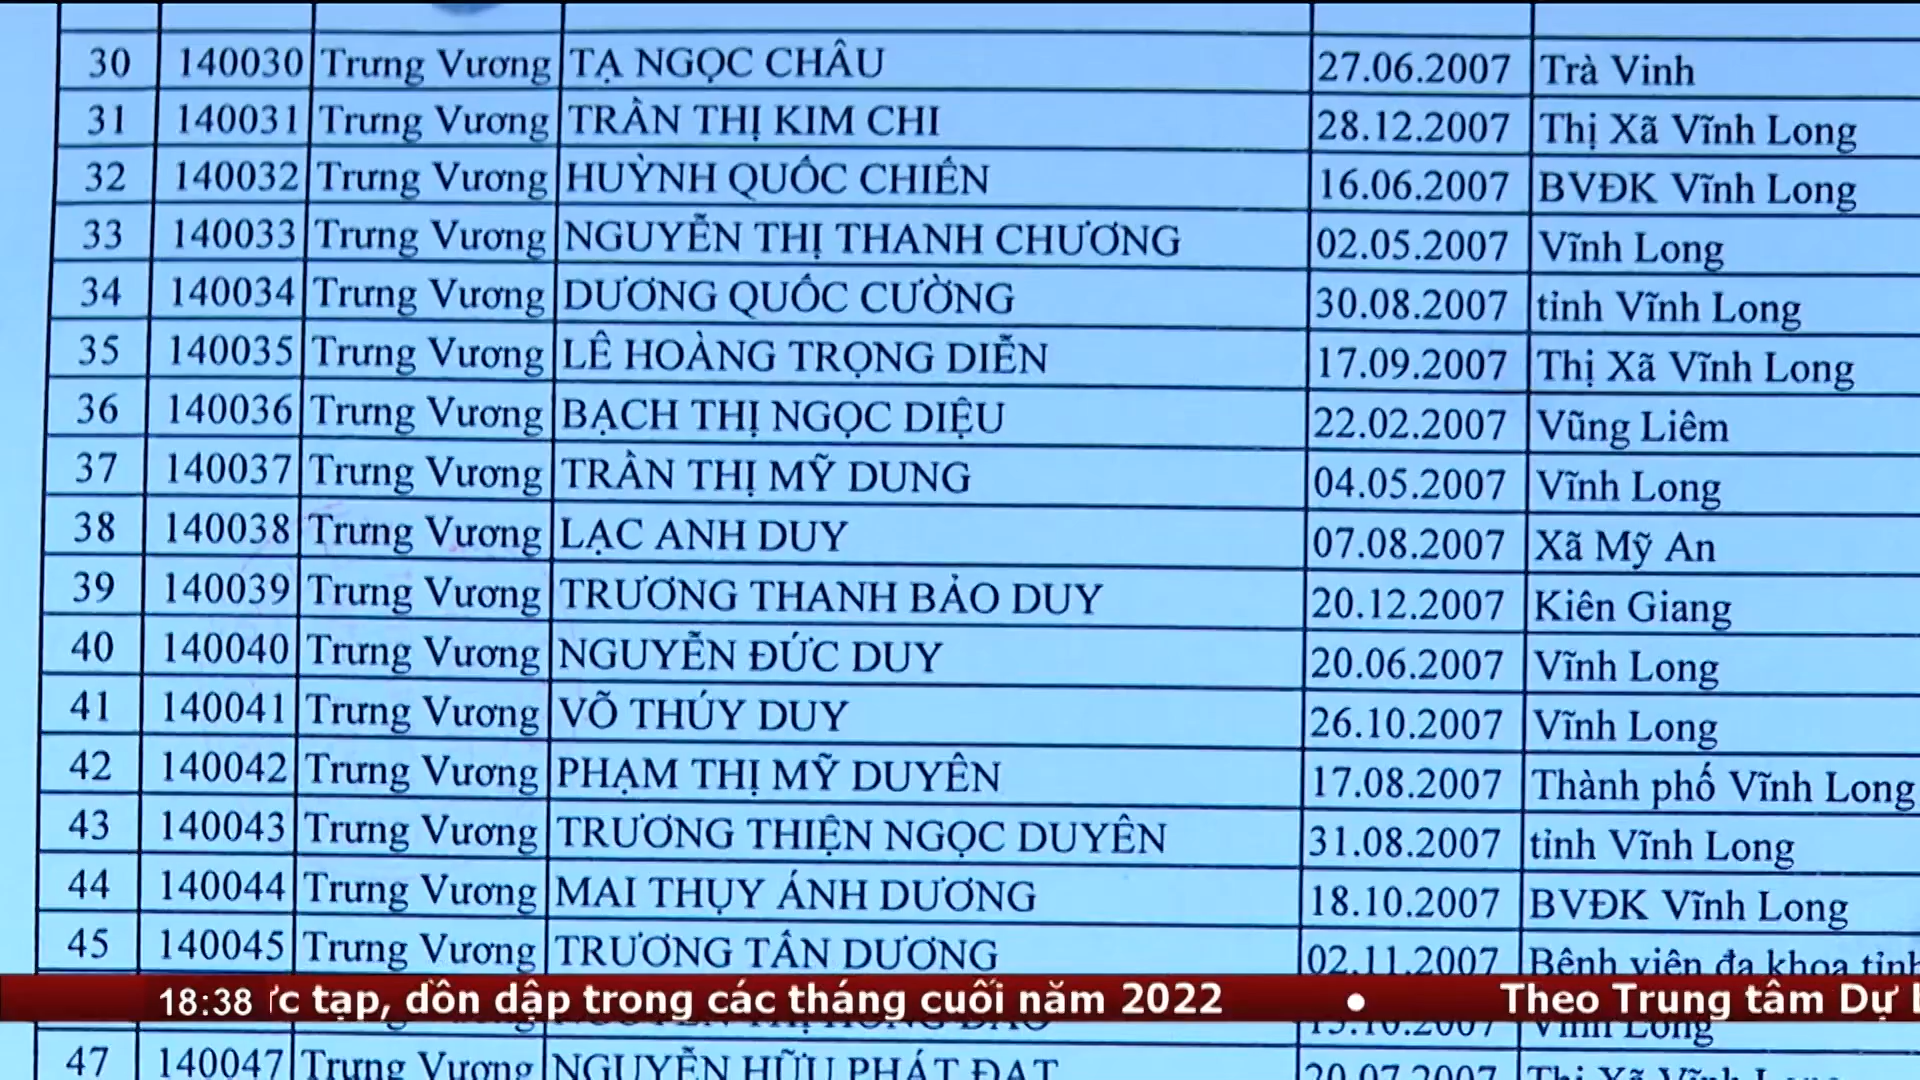 30 140030 Trưng Vương TẠ NGỌC CHÂU 27.06.2007 Trà Vinh
31 140031 Trưng Vương TRẦN THỊ KIM CHI 28.12.2007 Thị Xã Vĩnh Long
32 140032 Trưng Vương HUỲNH QUỐC CHIẾN 16.06.2007 BVĐK Vĩnh Long
33 140033 Trưng Vương NGUYỄN THỊ THANH CHƯƠNG 02.05.2007 Vĩnh Long
34 140034 Trưng Vương DƯƠNG QUỐC CƯỜNG 30.08.2007 tỉnh Vĩnh Long
35 140035 Trưng Vương LÊ HOÀNG TRỌNG DIỄN 17.09.2007 Thị Xã Vĩnh Long
36 140036 Trưng Vương BẠCH THỊ NGỌC DIỆU 22.02.2007 Vũng Liêm
37 140037 Trưng Vương TRẦN THỊ MỸ DUNG 04.05.2007 Vĩnh Long
38 140038 Trưng Vương LẠC ANH DUY 07.08.2007 Xã Mỹ An
39 140039 Trưng Vương TRƯƠNG THANH BẢO DUY 20.12.2007 Kiên Giang
40 140040 Trưng Vương NGUYỄN ĐỨC DUY 20.06.2007 Vĩnh Long
41 140041 Trưng Vương VÕ THÚY DUY 26.10.2007 Vĩnh Long
42 140042 Trưng Vương PHẠM THỊ MỸ DUYÊN 17.08.2007 Thành phố Vĩnh Long
43 140043 Trưng Vương TRƯƠNG THIỆN NGỌC DUYÊN 31.08.2007 tỉnh Vĩnh Long
44 140044 Trưng Vương MAI THỤY ÁNH DƯƠNG 18.10.2007 BVĐK Vĩnh Long
45 140045 Trưng Vương TRƯƠNG TẤN DƯƠNG 02.11.2007 Bệnh viện đa khoa tỉnh
18:38 tạp, dồn dập trong các tháng cuối năm 2022 • Theo Trung tâm Dự
Vĩnh Long
47 140047 Trưng Vương NGUYỄN HỮU PHÁT ĐẠT 20.07.2007 Thị Xã Vĩnh Long